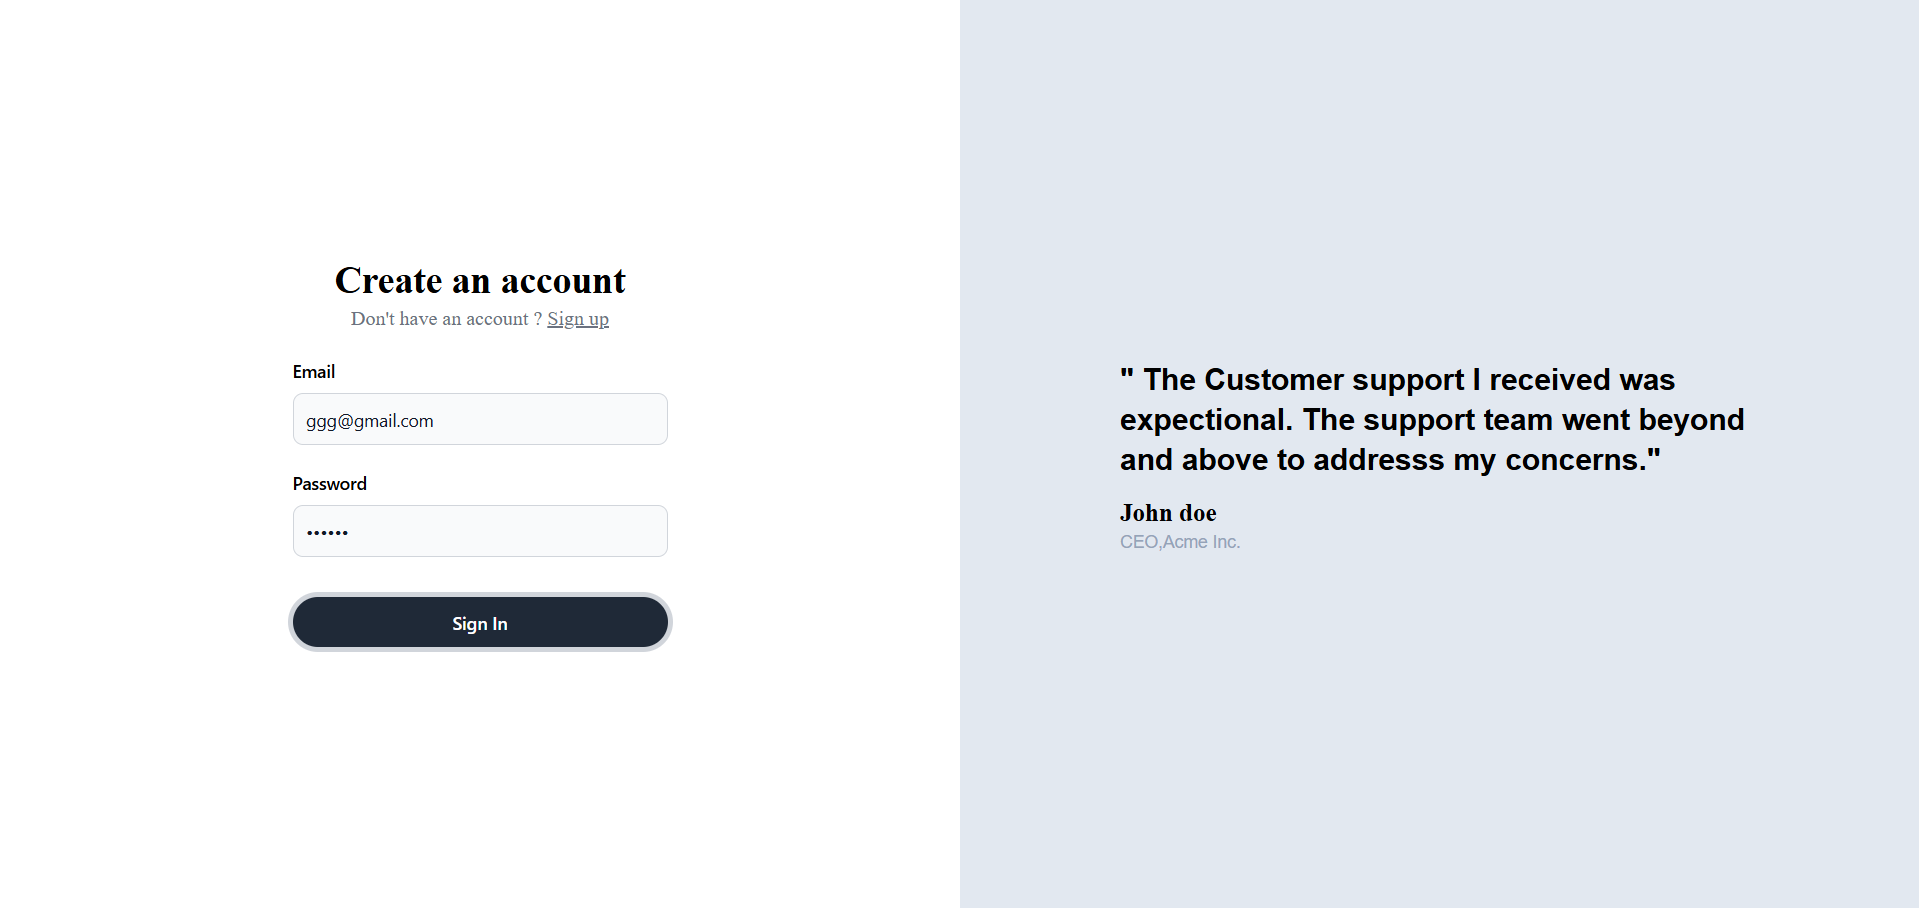 Create an account
Don't have an account ? Sign up
Email
ggg@gmail.com
Password
••••••
Sign In
" The Customer support I received was
expectional. The support team went beyond
and above to addresss my concerns."
John doe
CEO,Acme Inc.